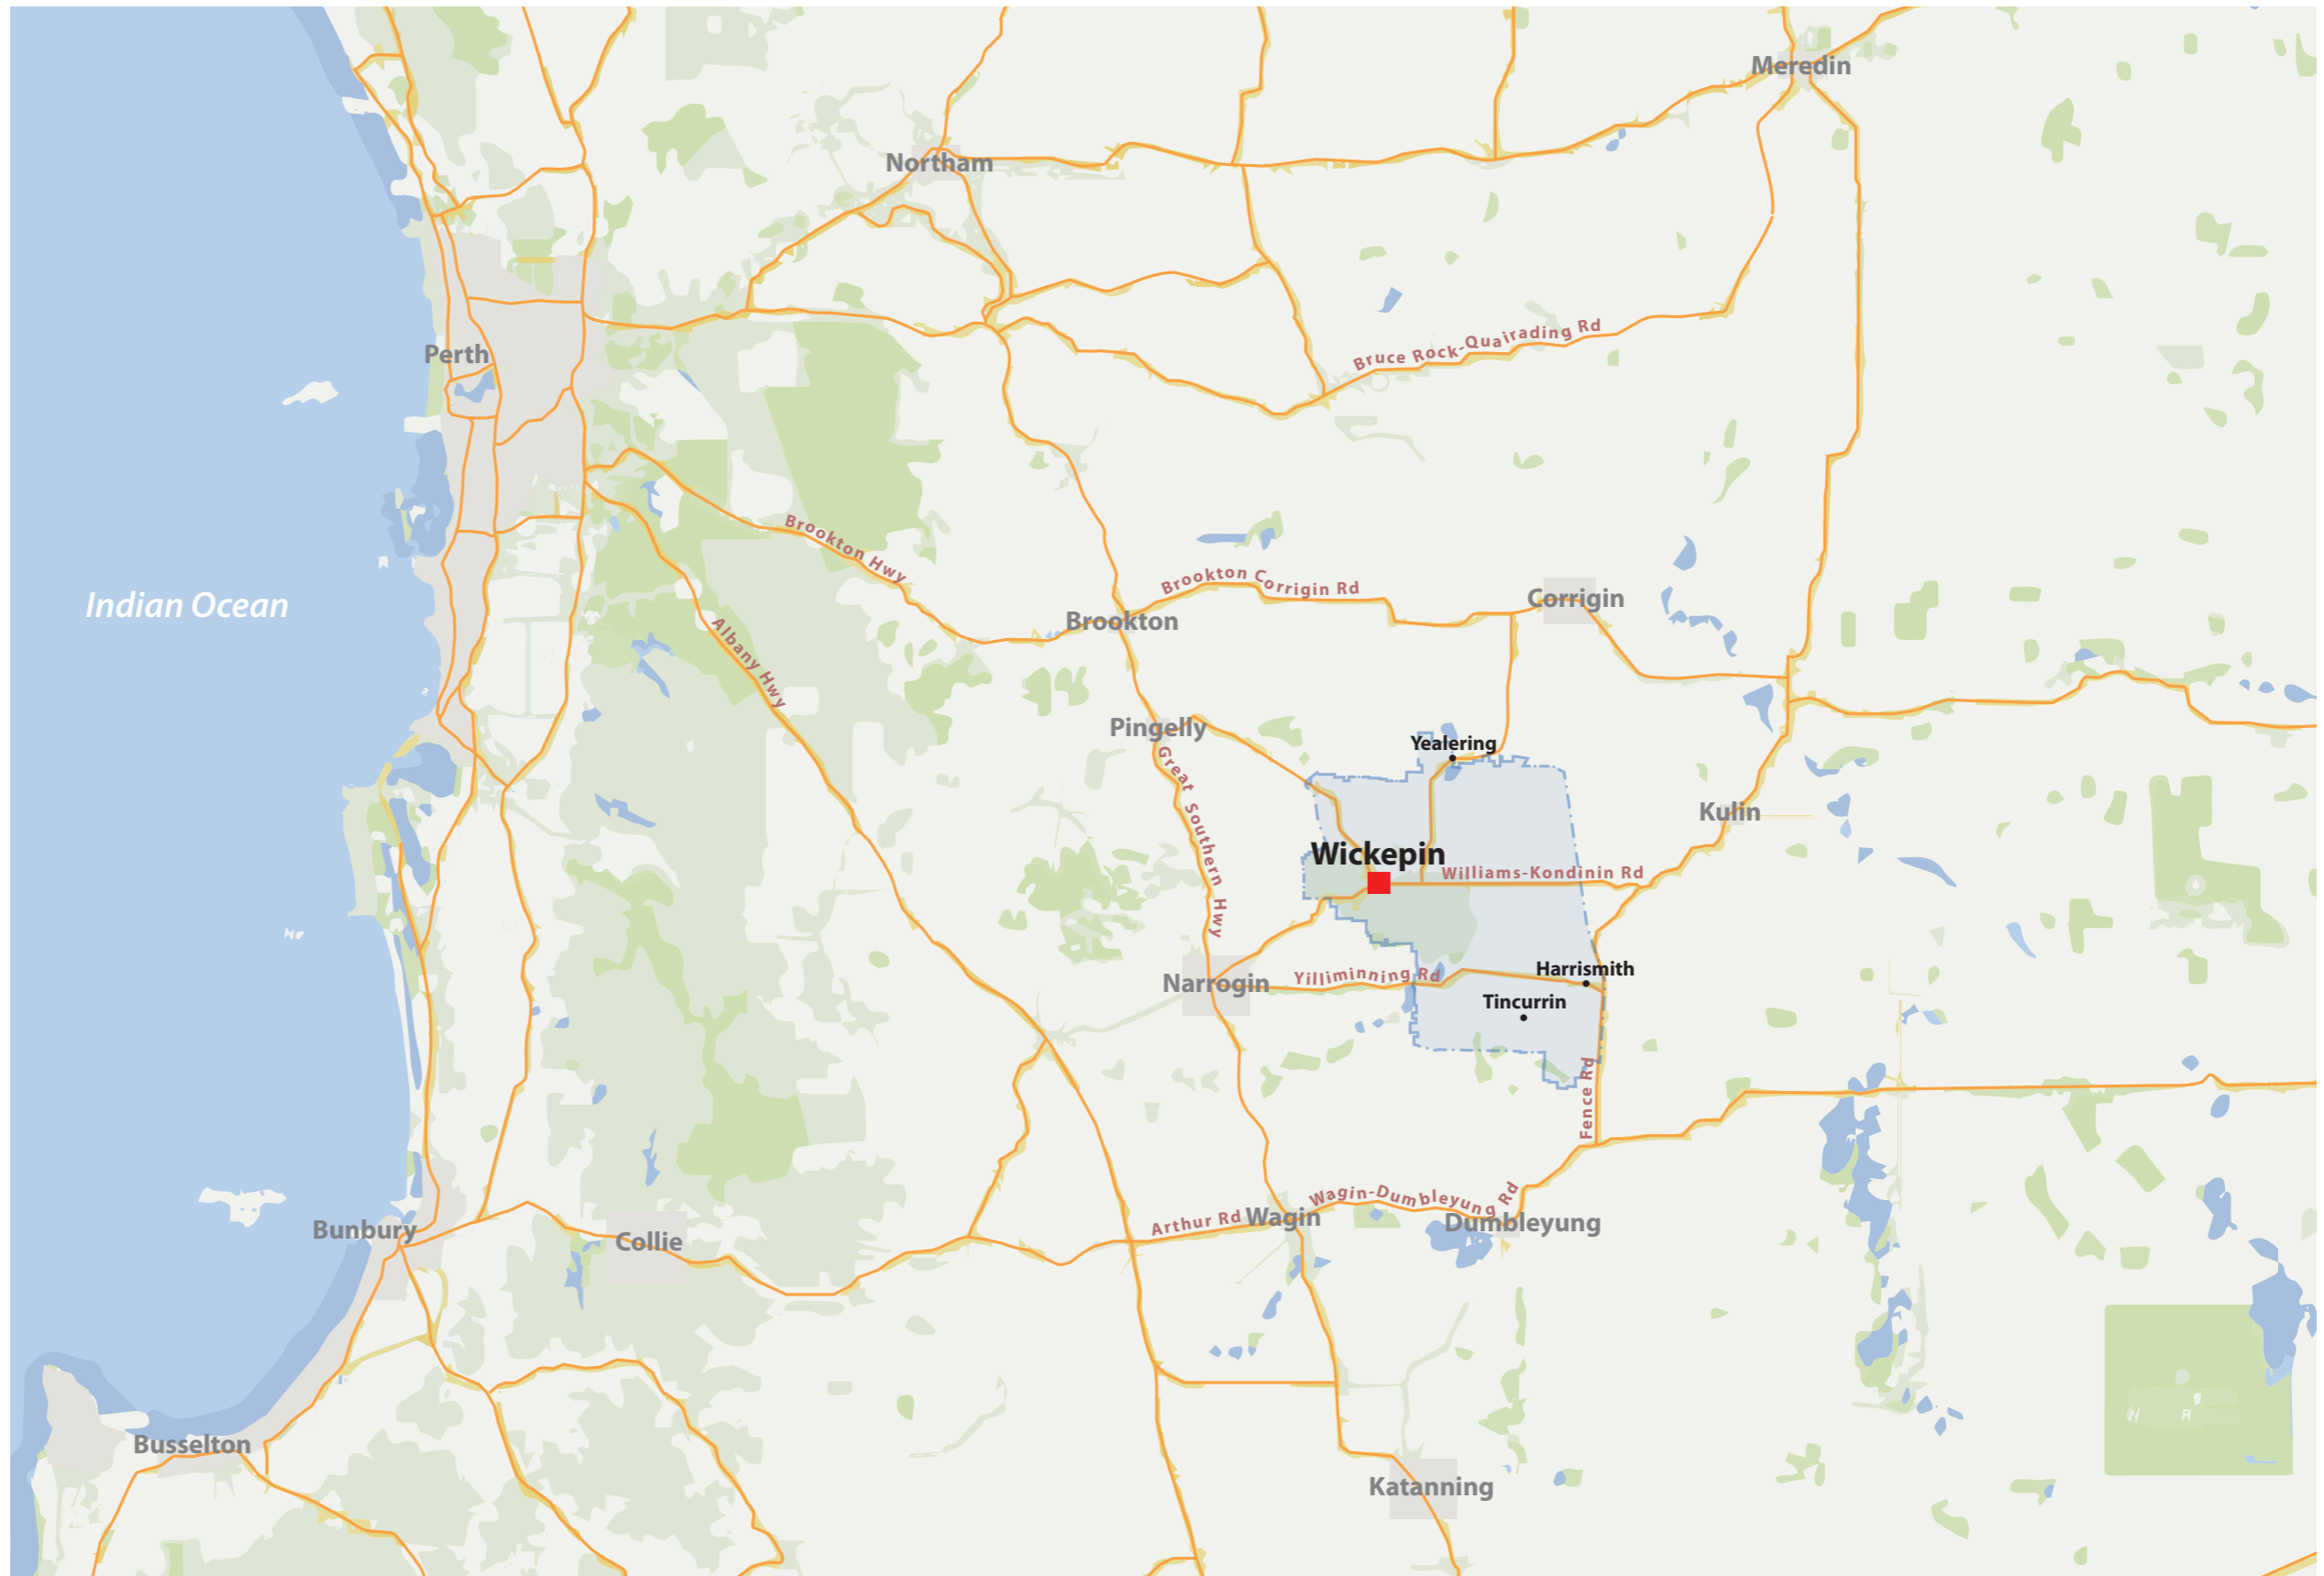 Meredin
Northam
Bruce Rock-Quairading Rd
Perth
Brookton Hwy
Indian Ocean
Brookton Corrigin Rd
Corrigin
Brookton
Albany Hwy
Pingelly
Yealering
Great Southern Hwy
Kulin
Wickepin
Williams-Kondinin Rd
Narrogin
Yilliminning Rd
Harrismith
Tincurrin
Fence Rd
Wagin-Dumbleyung Rd
Arthur Rd
Wagin
Dumbleyung
Bunbury
Collie
Busselton
Katanning